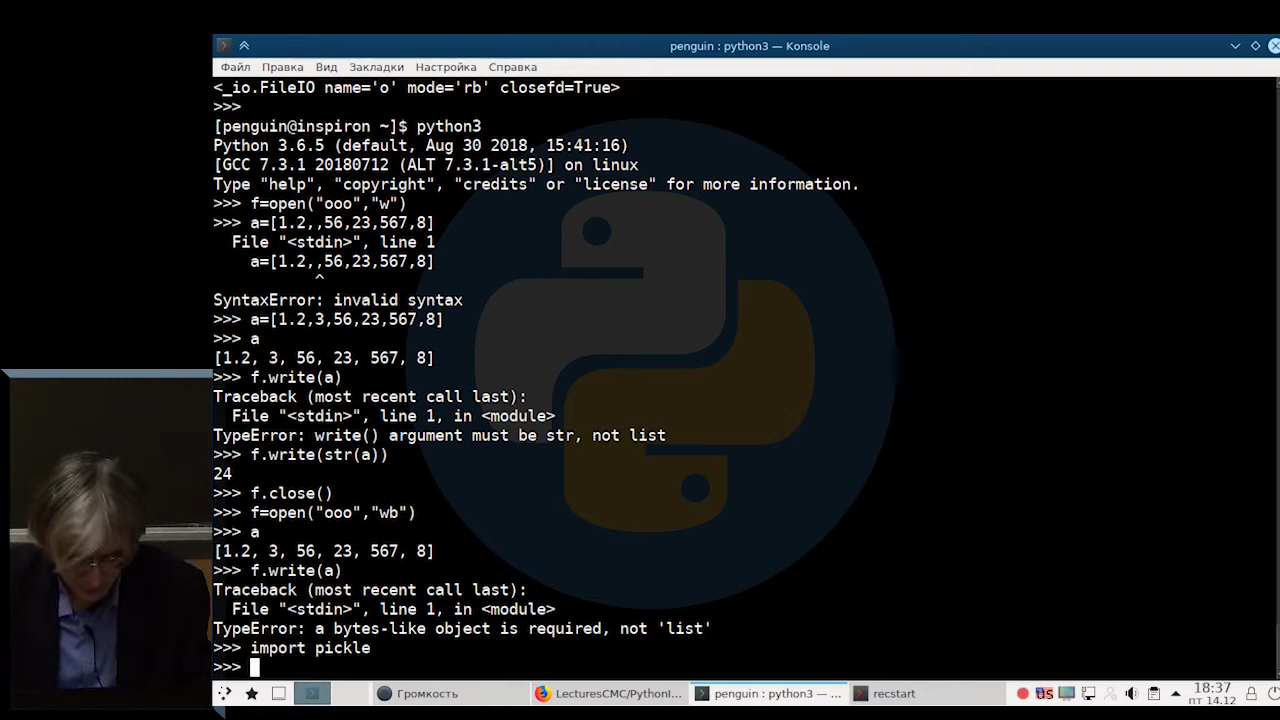 penguin : python3 — Konsole
Файл Правка Вид Закладки Настройка Справка
<_io.FileIO name='o' mode='rb' closefd=True>
>>>
[penguin@inspiron ~]$ python3
Python 3.6.5 (default, Aug 30 2018, 15:41:16)
[GCC 7.3.1 20180712 (ALT 7.3.1-alt5)] on linux
Type "help", "copyright", "credits" or "license" for more information.
>>> f=open("ooo","w")
>>> a=[1.2,,56,23,567,8]
  File "<stdin>", line 1
    a=[1.2,,56,23,567,8]
           ^
SyntaxError: invalid syntax
>>> a=[1.2,3,56,23,567,8]
>>> a
[1.2, 3, 56, 23, 567, 8]
>>> f.write(a)
Traceback (most recent call last):
  File "<stdin>", line 1, in <module>
TypeError: write() argument must be str, not list
>>> f.write(str(a))
24
>>> f.close()
>>> f=open("ooo","wb")
>>> a
[1.2, 3, 56, 23, 567, 8]
>>> f.write(a)
Traceback (most recent call last):
  File "<stdin>", line 1, in <module>
TypeError: a bytes-like object is required, not 'list'
>>> import pickle
>>>
Громкость LecturesCMC/PythonI... penguin : python3 — ... recstart us 18:37
пт 14.12